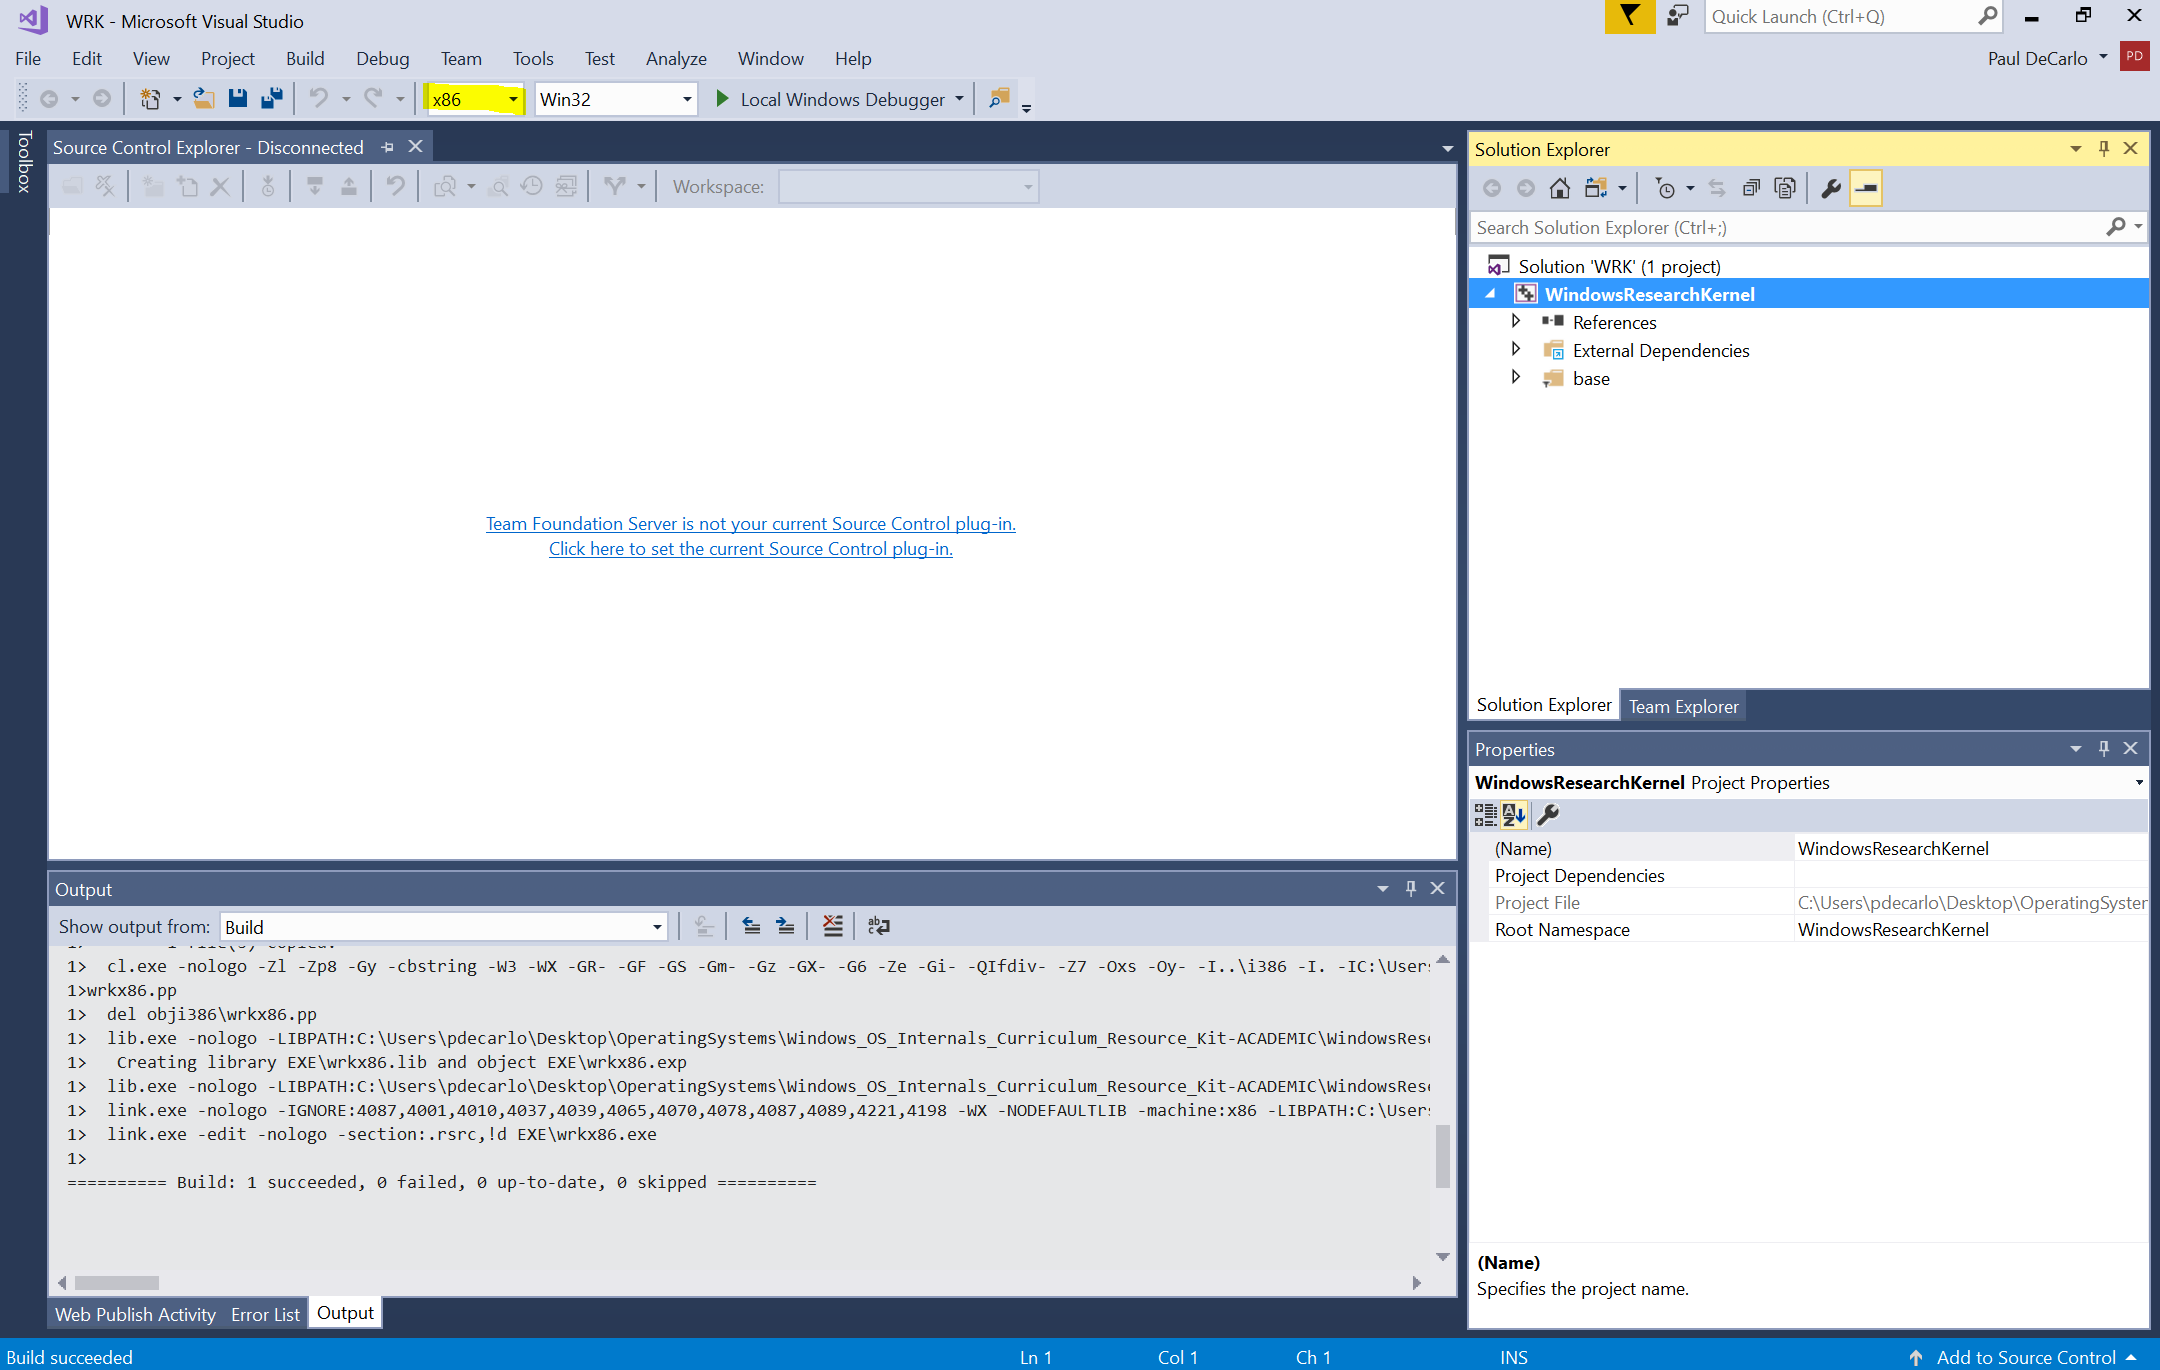 WRK - Microsoft Visual Studio
Quick Launch (Ctrl+Q)
File Edit View Project Build Debug Team Tools Test Analyze Window Help
Paul DeCarlo PD
x86 Win32 Local Windows Debugger
Toolbox
Source Control Explorer - Disconnected
Workspace:
Team Foundation Server is not your current Source Control plug-in.
Click here to set the current Source Control plug-in.
Solution Explorer
Search Solution Explorer (Ctrl+;)
Solution 'WRK' (1 project)
WindowsResearchKernel
References
External Dependencies
base
Solution Explorer Team Explorer
Properties
WindowsResearchKernel Project Properties
(Name) WindowsResearchKernel
Project Dependencies
Project File C:\Users\pdecarlo\Desktop\OperatingSyster
Root Namespace WindowsResearchKernel
(Name)
Specifies the project name.
Output
Show output from: Build
1> 1 file(s) copied.
1>  cl.exe -nologo -Zl -Zp8 -Gy -cbstring -W3 -WX -GR- -GF -GS -Gm- -Gz -GX- -G6 -Ze -Gi- -QIfdiv- -Z7 -Oxs -Oy- -I..\i386 -I. -IC:\User
1>wrkx86.pp
1>  del obji386\wrkx86.pp
1>  lib.exe -nologo -LIBPATH:C:\Users\pdecarlo\Desktop\OperatingSystems\Windows_OS_Internals_Curriculum_Resource_Kit-ACADEMIC\WindowsRes
1>   Creating library EXE\wrkx86.lib and object EXE\wrkx86.exp
1>  lib.exe -nologo -LIBPATH:C:\Users\pdecarlo\Desktop\OperatingSystems\Windows_OS_Internals_Curriculum_Resource_Kit-ACADEMIC\WindowsRes
1>  link.exe -nologo -IGNORE:4087,4001,4010,4037,4039,4065,4070,4078,4087,4089,4221,4198 -WX -NODEFAULTLIB -machine:x86 -LIBPATH:C:\User
1>  link.exe -edit -nologo -section:.rsrc,!d EXE\wrkx86.exe
1>
========== Build: 1 succeeded, 0 failed, 0 up-to-date, 0 skipped ==========
Web Publish Activity Error List Output
Build succeeded Ln 1 Col 1 Ch 1 INS Add to Source Control